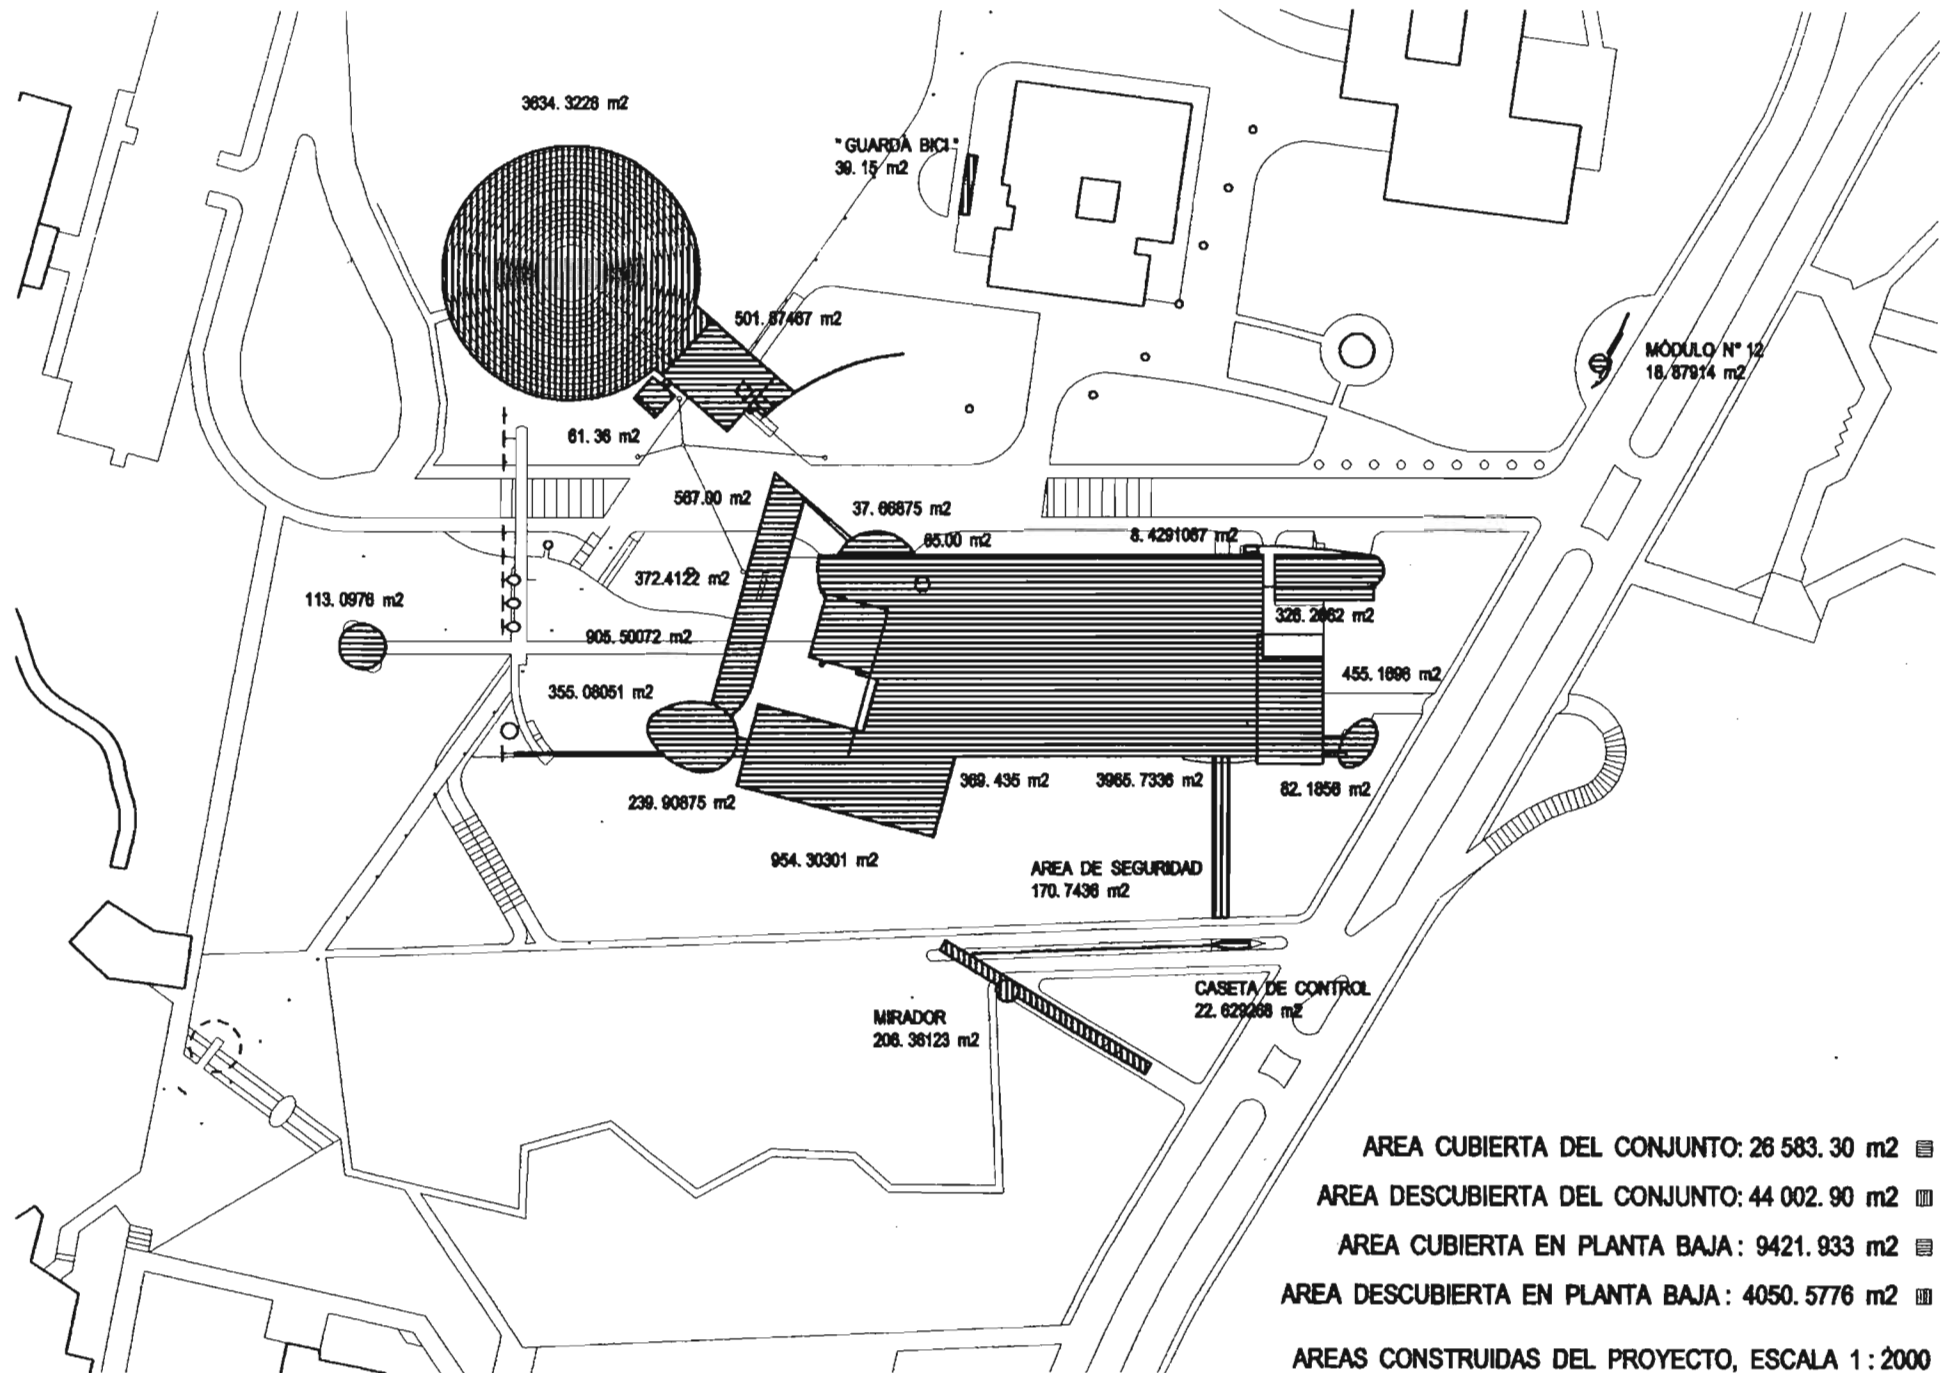 3634. 3226 m2
"GUARDA BICI"
39. 15 m2
501. 87467 m2
MÓDULO N° 12
18. 87914 m2
61. 36 m2
567.00 m2
37. 66875 m2
65.00 m2
8. 4291067 m2
372.4122 m2
113. 0976 m2
326. 2662 m2
905. 50072 m2
455. 1696 m2
355. 08051 m2
369. 435 m2
3965. 7336 m2
82. 1856 m2
239. 90675 m2
954. 30301 m2
AREA DE SEGURIDAD
170. 7436 m2
CASETA DE CONTROL
22. 629268 m2
MIRADOR
206. 36123 m2
AREA CUBIERTA DEL CONJUNTO: 26 583. 30 m2
AREA DESCUBIERTA DEL CONJUNTO: 44 002. 90 m2
AREA CUBIERTA EN PLANTA BAJA : 9421. 933 m2
AREA DESCUBIERTA EN PLANTA BAJA : 4050. 5776 m2
AREAS CONSTRUIDAS DEL PROYECTO, ESCALA 1 : 2000